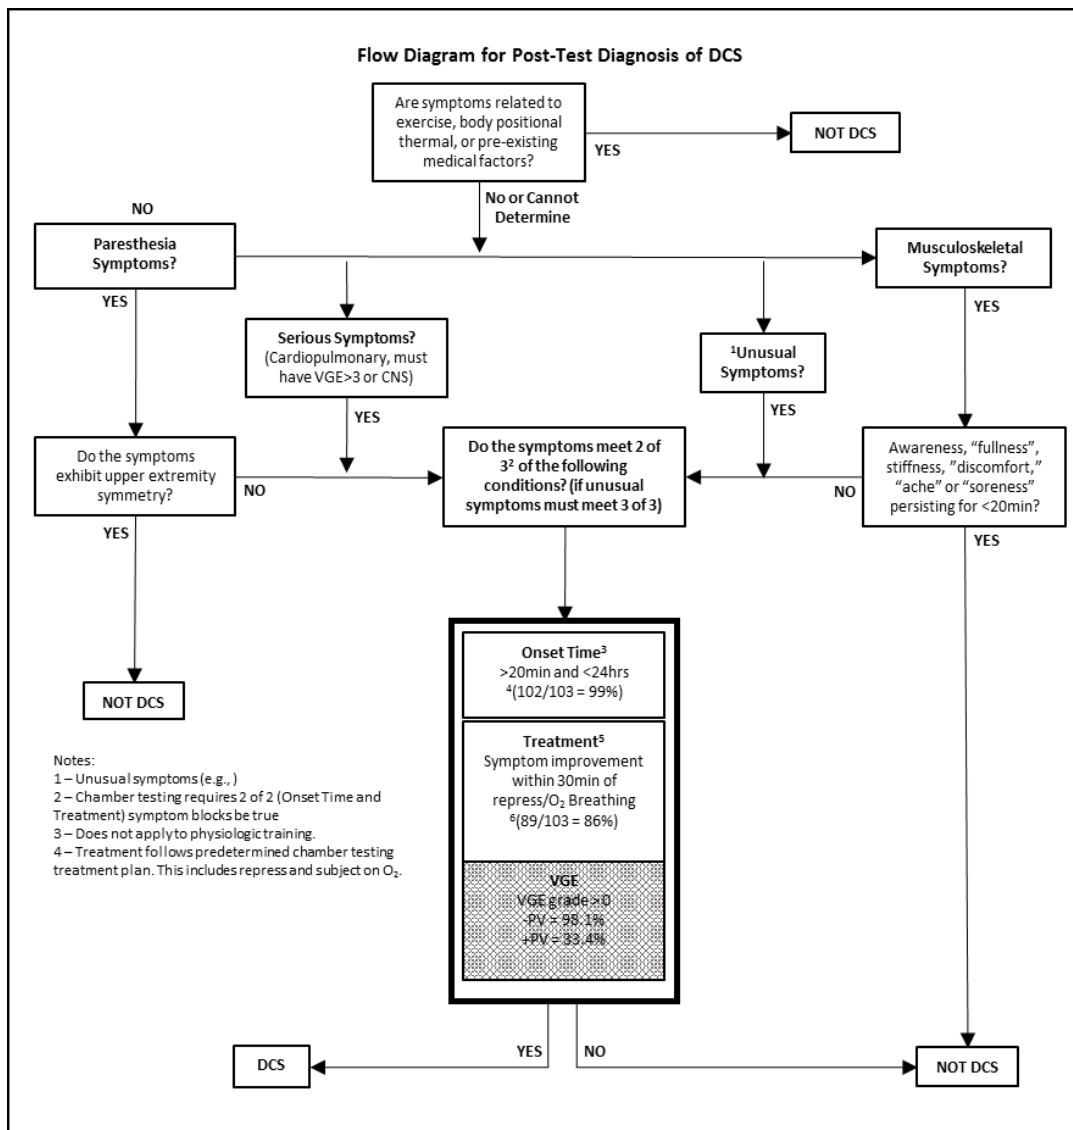 Flow Diagram for Post-Test Diagnosis of DCS
Are symptoms related to
exercise, body positional
thermal, or pre-existing
medical factors?
YES
NOT DCS
No or Cannot
Determine
NO
Paresthesia
Symptoms?
Musculoskeletal
Symptoms?
YES
YES
Serious Symptoms?
(Cardiopulmonary, must
have VGE>3 or CNS)
¹Unusual
Symptoms?
YES
YES
Do the symptoms
exhibit upper extremity
symmetry?
NO
Do the symptoms meet 2 of
3² of the following
conditions? (if unusual
symptoms must meet 3 of 3)
NO
Awareness, “fullness”,
stiffness, ”discomfort,”
“ache” or “soreness”
persisting for <20min?
YES
YES
NOT DCS
Onset Time³
>20min and <24hrs
⁴(102/103 = 99%)
Treatment⁵
Symptom improvement
within 30min of
repress/O₂ Breathing
⁶(89/103 = 86%)
VGE
VGE grade > 0
-PV = 98.1%
+PV = 33.4%
Notes:
1 – Unusual symptoms (e.g., )
2 – Chamber testing requires 2 of 2 (Onset Time and
Treatment) symptom blocks be true
3 – Does not apply to physiologic training.
4 – Treatment follows predetermined chamber testing
treatment plan. This includes repress and subject on O₂.
YES
NO
DCS
NOT DCS